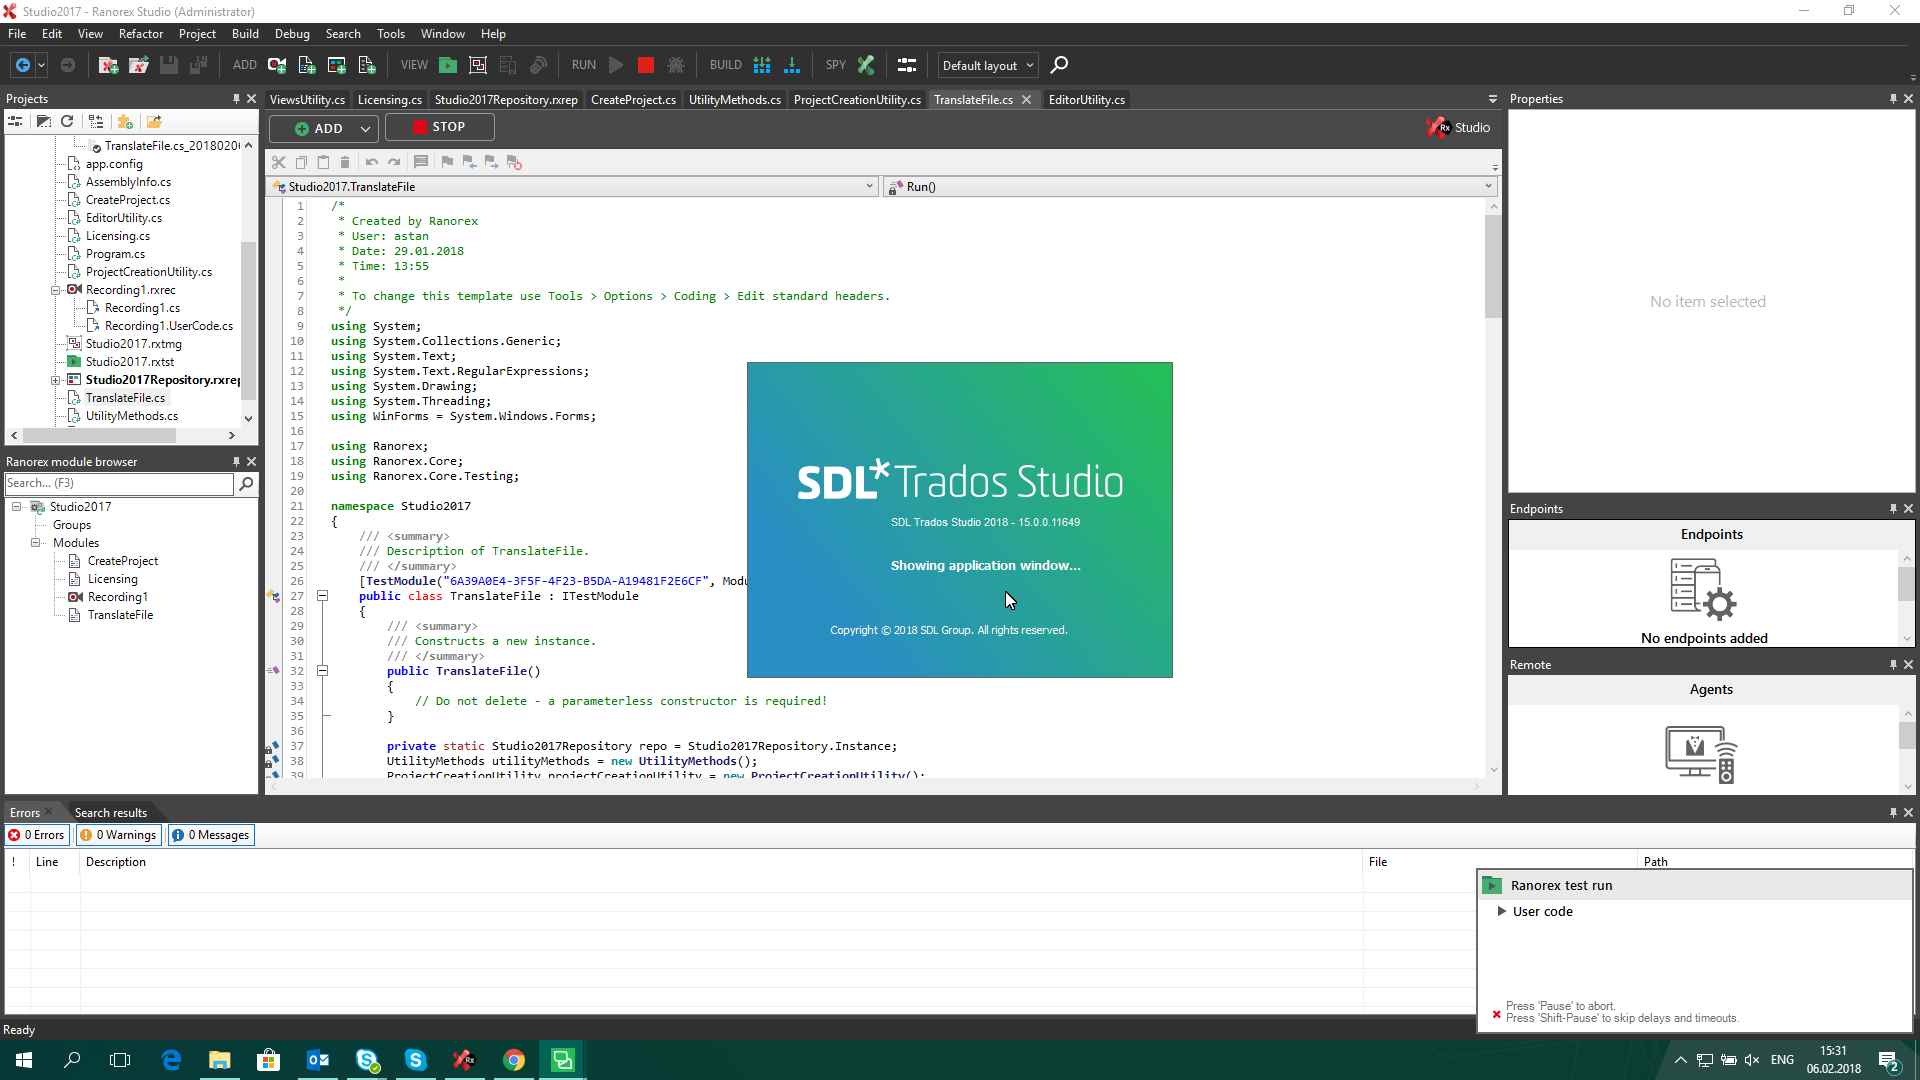 Studio2017 - Ranorex Studio (Administrator)
File Edit View Refactor Project Build Debug Search Tools Window Help
ADD VIEW RUN BUILD SPY Default layout
Projects
TranslateFile.cs_2018020
app.config
AssemblyInfo.cs
CreateProject.cs
EditorUtility.cs
Licensing.cs
Program.cs
ProjectCreationUtility.cs
Recording1.rxrec
Recording1.cs
Recording1.UserCode.cs
Studio2017.rxtmg
Studio2017.rxtst
Studio2017Repository.rxrep
TranslateFile.cs
UtilityMethods.cs
Ranorex module browser
Search... (F3)
Studio2017
Groups
Modules
CreateProject
Licensing
Recording1
TranslateFile
ViewsUtility.cs Licensing.cs Studio2017Repository.rxrep CreateProject.cs UtilityMethods.cs ProjectCreationUtility.cs TranslateFile.cs EditorUtility.cs
ADD STOP
Rx Studio
Studio2017.TranslateFile Run()
1 /*
2 * Created by Ranorex
3 * User: astan
4 * Date: 29.01.2018
5 * Time: 13:55
6 *
7 * To change this template use Tools > Options > Coding > Edit standard headers.
8 */
9 using System;
10 using System.Collections.Generic;
11 using System.Text;
12 using System.Text.RegularExpressions;
13 using System.Drawing;
14 using System.Threading;
15 using WinForms = System.Windows.Forms;
16
17 using Ranorex;
18 using Ranorex.Core;
19 using Ranorex.Core.Testing;
20
21 namespace Studio2017
22 {
23 /// <summary>
24 /// Description of TranslateFile.
25 /// </summary>
26 [TestModule("6A39A0E4-3F5F-4F23-B5DA-A19481F2E6CF", Modu
27 public class TranslateFile : ITestModule
28 {
29 /// <summary>
30 /// Constructs a new instance.
31 /// </summary>
32 public TranslateFile()
33 {
34 // Do not delete - a parameterless constructor is required!
35 }
36
37 private static Studio2017Repository repo = Studio2017Repository.Instance;
38 UtilityMethods utilityMethods = new UtilityMethods();
39 ProjectCreationUtility projectCreationUtility = new ProjectCreationUtility();
SDL* Trados Studio
SDL Trados Studio 2018 - 15.0.0.11649
Showing application window...
Copyright © 2018 SDL Group. All rights reserved.
Properties
No item selected
Endpoints
Endpoints
No endpoints added
Remote
Agents
Errors Search results
0 Errors 0 Warnings 0 Messages
! Line Description File Path
Ranorex test run
User code
Press 'Pause' to abort.
Press 'Shift-Pause' to skip delays and timeouts.
Ready
ENG
15:31
06.02.2018
2